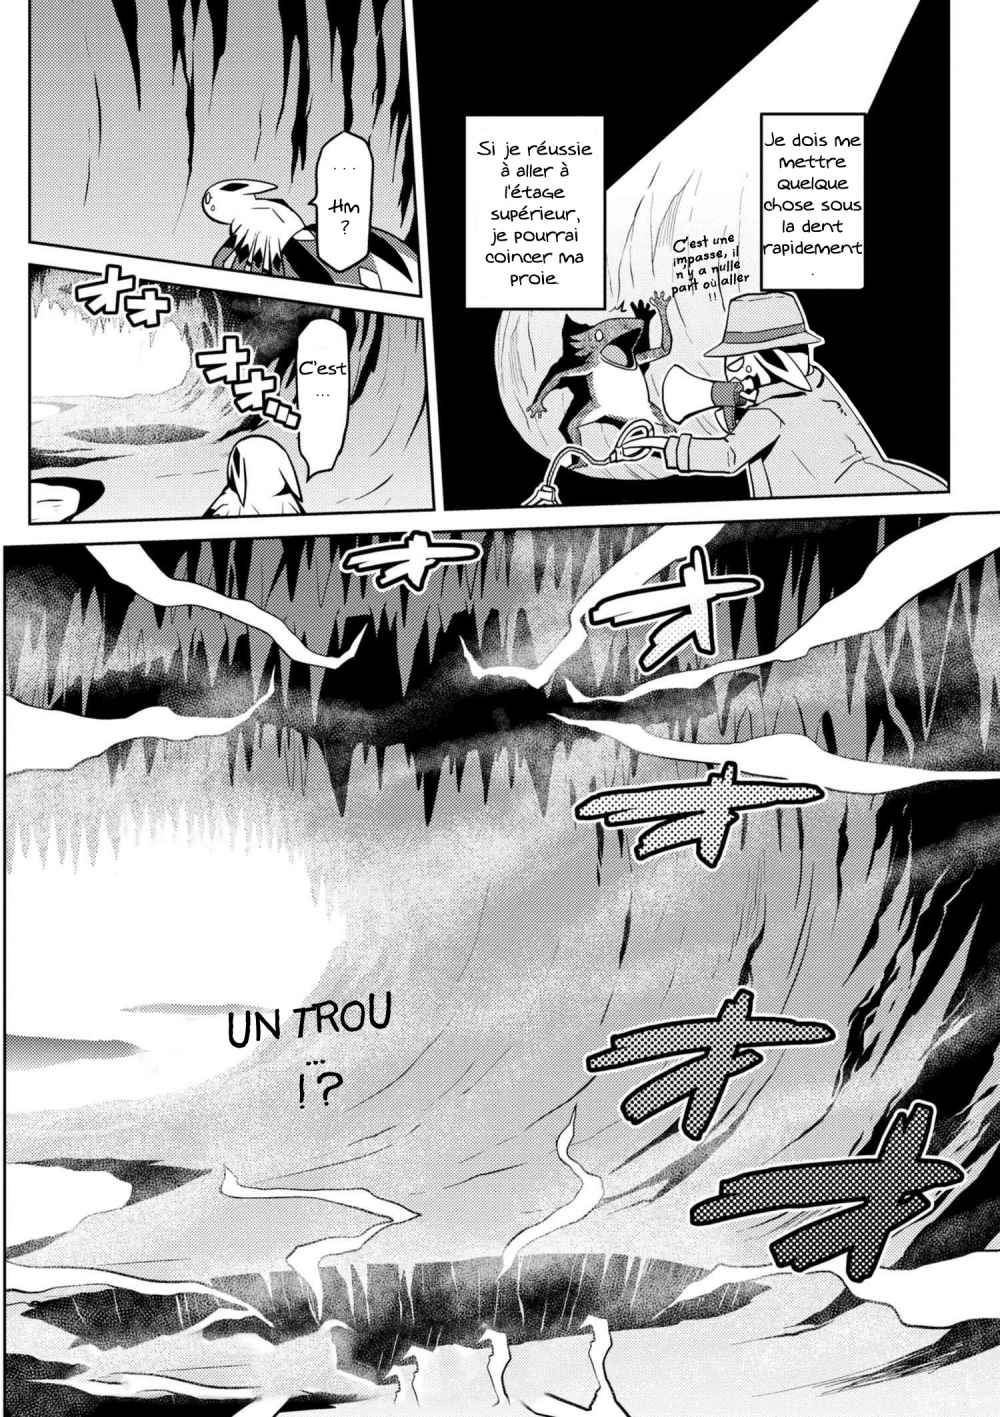 Je dois me
mettre
quelque
chose sous
la dent
rapidement
.
C'est une
impasse, il
n'y a nulle
part où aller
!!
Si je réussie
à aller à
l'étage
supérieur,
je pourrai
coincer ma
proie.
...
Hm
?
C'est
...
オォ
オオ
オ
オ
オ
オ
オ
UN TROU
...
!?